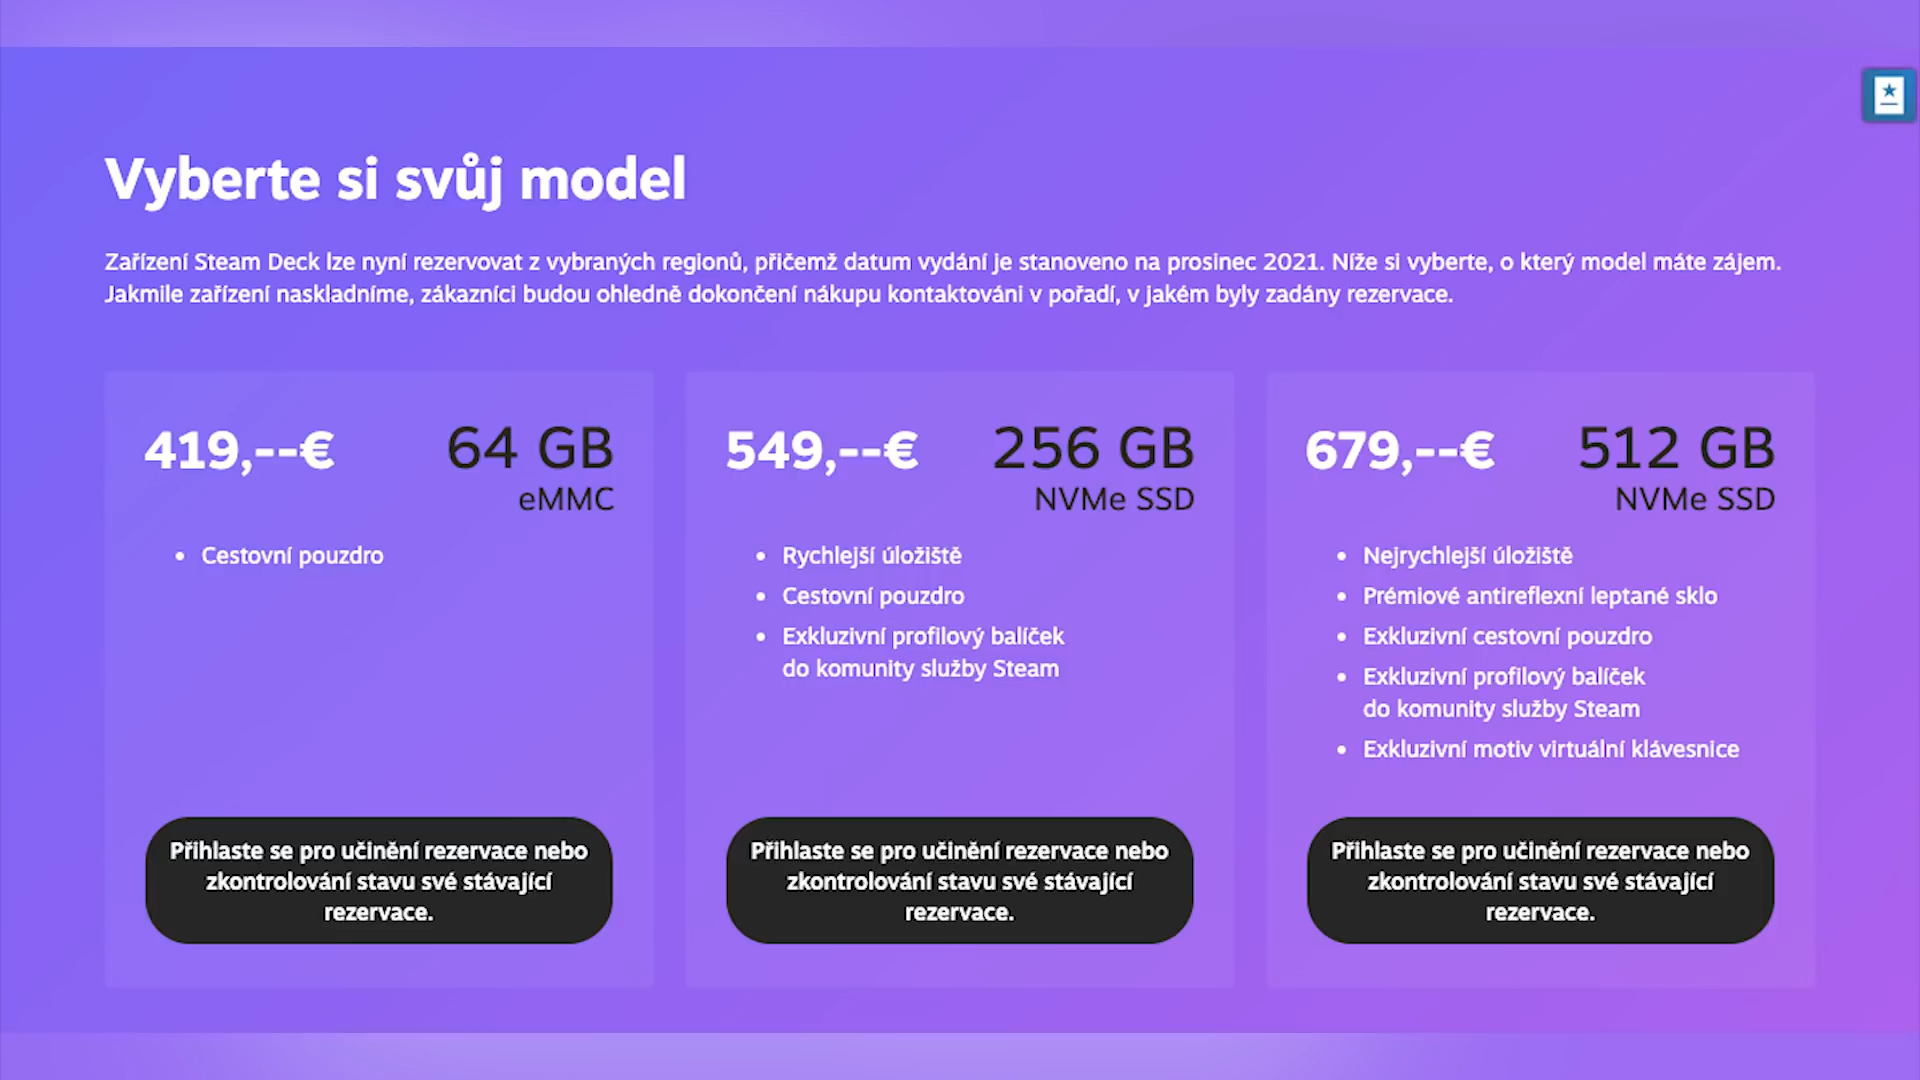 Vyberte si svůj model
Zařízení Steam Deck lze nyní rezervovat z vybraných regionů, přičemž datum vydání je stanoveno na prosinec 2021. Níže si vyberte, o který model máte zájem.
Jakmile zařízení naskladníme, zákazníci budou ohledně dokončení nákupu kontaktováni v pořadí, v jakém byly zadány rezervace.
419,--€
64 GB
eMMC
• Cestovní pouzdro
Přihlaste se pro učinění rezervace nebo
zkontrolování stavu své stávající
rezervace.
549,--€
256 GB
NVMe SSD
• Rychlejší úložiště
• Cestovní pouzdro
• Exkluzivní profilový balíček
do komunity služby Steam
Přihlaste se pro učinění rezervace nebo
zkontrolování stavu své stávající
rezervace.
679,--€
512 GB
NVMe SSD
• Nejrychlejší úložiště
• Prémiové antireflexní leptané sklo
• Exkluzivní cestovní pouzdro
• Exkluzivní profilový balíček
do komunity služby Steam
• Exkluzivní motiv virtuální klávesnice
Přihlaste se pro učinění rezervace nebo
zkontrolování stavu své stávající
rezervace.